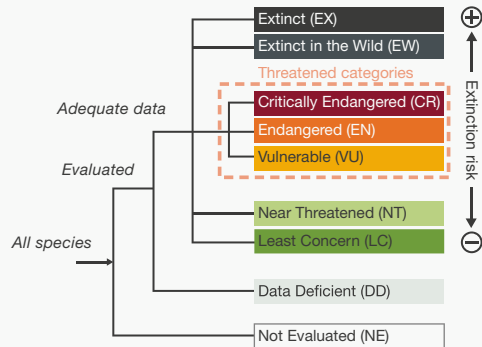 Extinct (EX)
Extinct in the Wild (EW)
Threatened categories
Critically Endangered (CR)
Adequate data
Endangered (EN)
Vulnerable (VU)
Evaluated
Near Threatened (NT)
All species
Least Concern (LC)
Data Deficient (DD)
Not Evaluated (NE)
+
Extinction risk
−